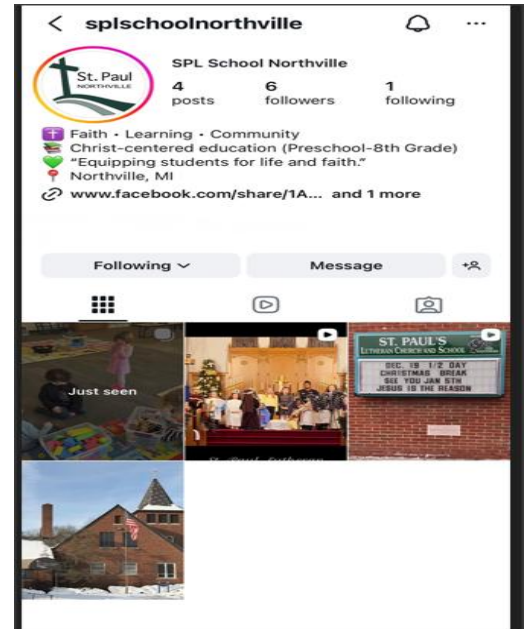 splschoolnorthville
St. Paul
NORTHVILLE
SPL School Northville
4 6 1
posts followers following
Faith • Learning • Community
Christ-centered education (Preschool-8th Grade)
"Equipping students for life and faith."
Northville, MI
www.facebook.com/share/1A... and 1 more
Following Message
Just seen
St. Paul Lutheran
ST. PAUL'S
LUTHERAN CHURCH AND SCHOOL
DEC. 19 1/2 DAY
CHRISTMAS BREAK
SEE YOU JAN 5TH
JESUS IS THE REASON